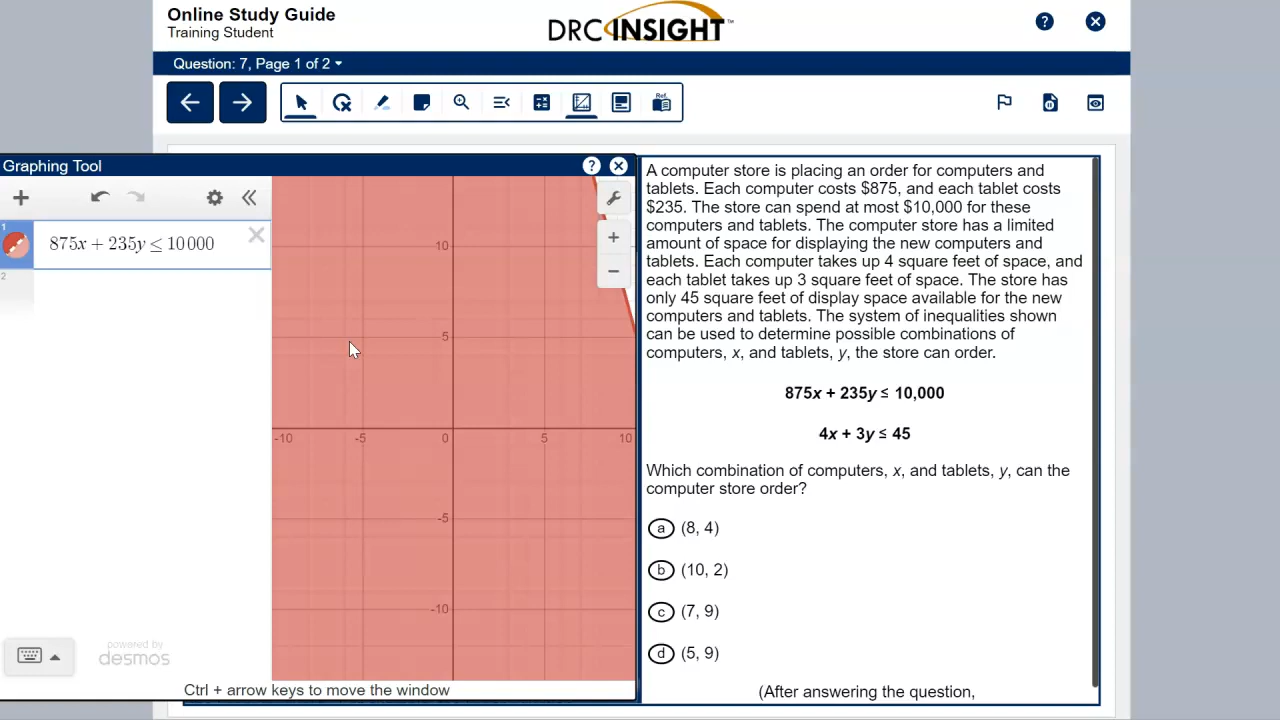 Online Study Guide
Training Student
DRC INSIGHT™
Question: 7, Page 1 of 2
Ref.
Graphing Tool
1
875x + 235y ≤ 10000
2
10
5
-10
-5
0
5
10
-5
-10
powered by
desmos
Ctrl + arrow keys to move the window
A computer store is placing an order for computers and
tablets. Each computer costs $875, and each tablet costs
$235. The store can spend at most $10,000 for these
computers and tablets. The computer store has a limited
amount of space for displaying the new computers and
tablets. Each computer takes up 4 square feet of space, and
each tablet takes up 3 square feet of space. The store has
only 45 square feet of display space available for the new
computers and tablets. The system of inequalities shown
can be used to determine possible combinations of
computers, x, and tablets, y, the store can order.
875x + 235y ≤ 10,000
4x + 3y ≤ 45
Which combination of computers, x, and tablets, y, can the
computer store order?
a (8, 4)
b (10, 2)
c (7, 9)
d (5, 9)
(After answering the question,